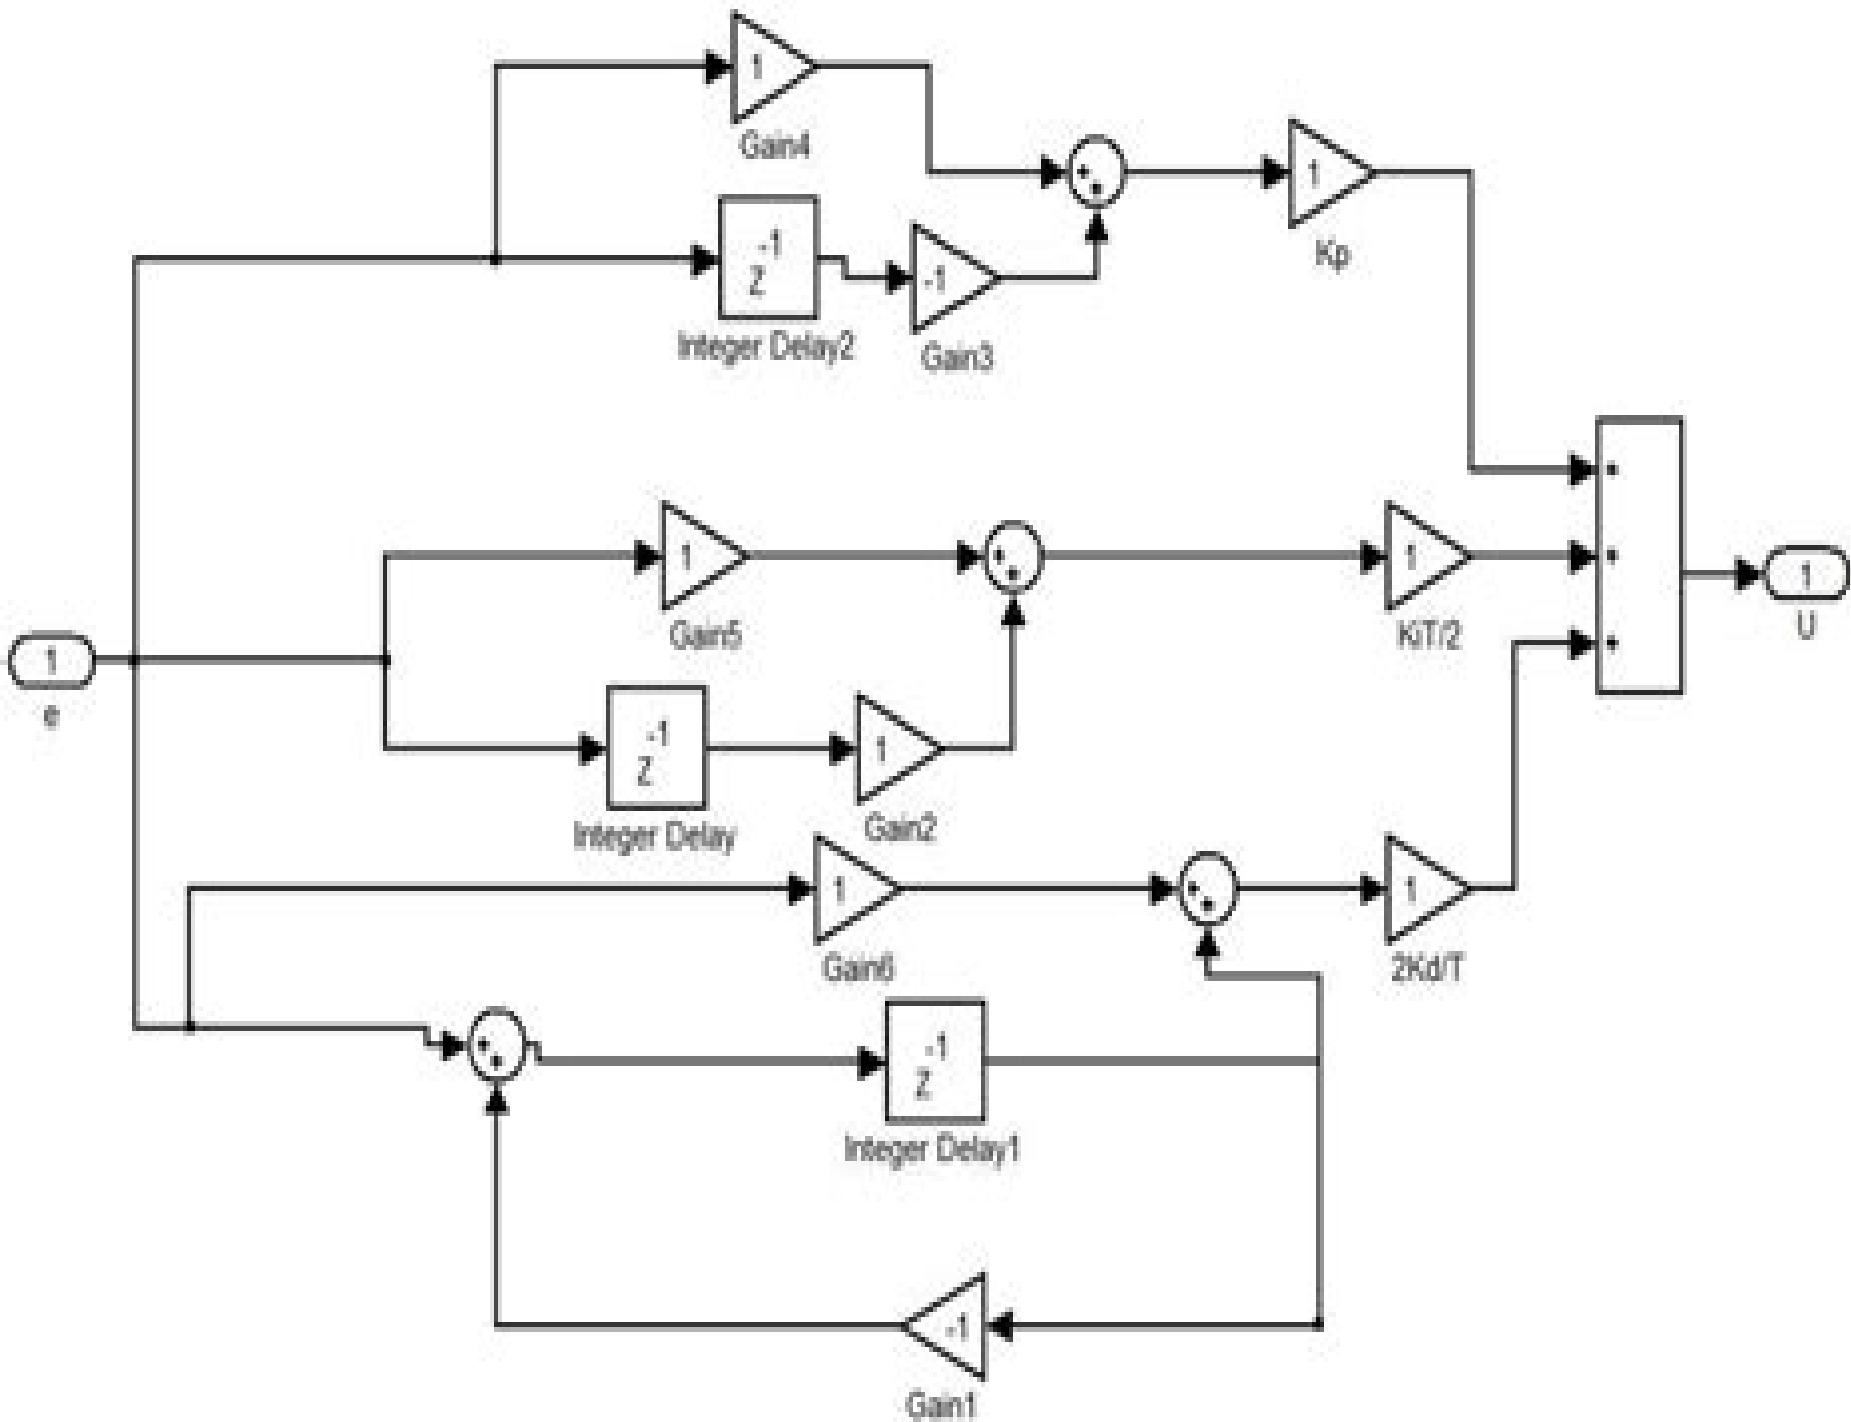 1
Gain4
1
Kp
-1
Z
Integer Delay2
-1
Gain3
1
Gain5
1
KiT/2
1
U
1
e
-1
Z
Integer Delay
1
Gain2
1
Gain6
1
2Kd/T
-1
Z
Integer Delay1
-1
Gain1